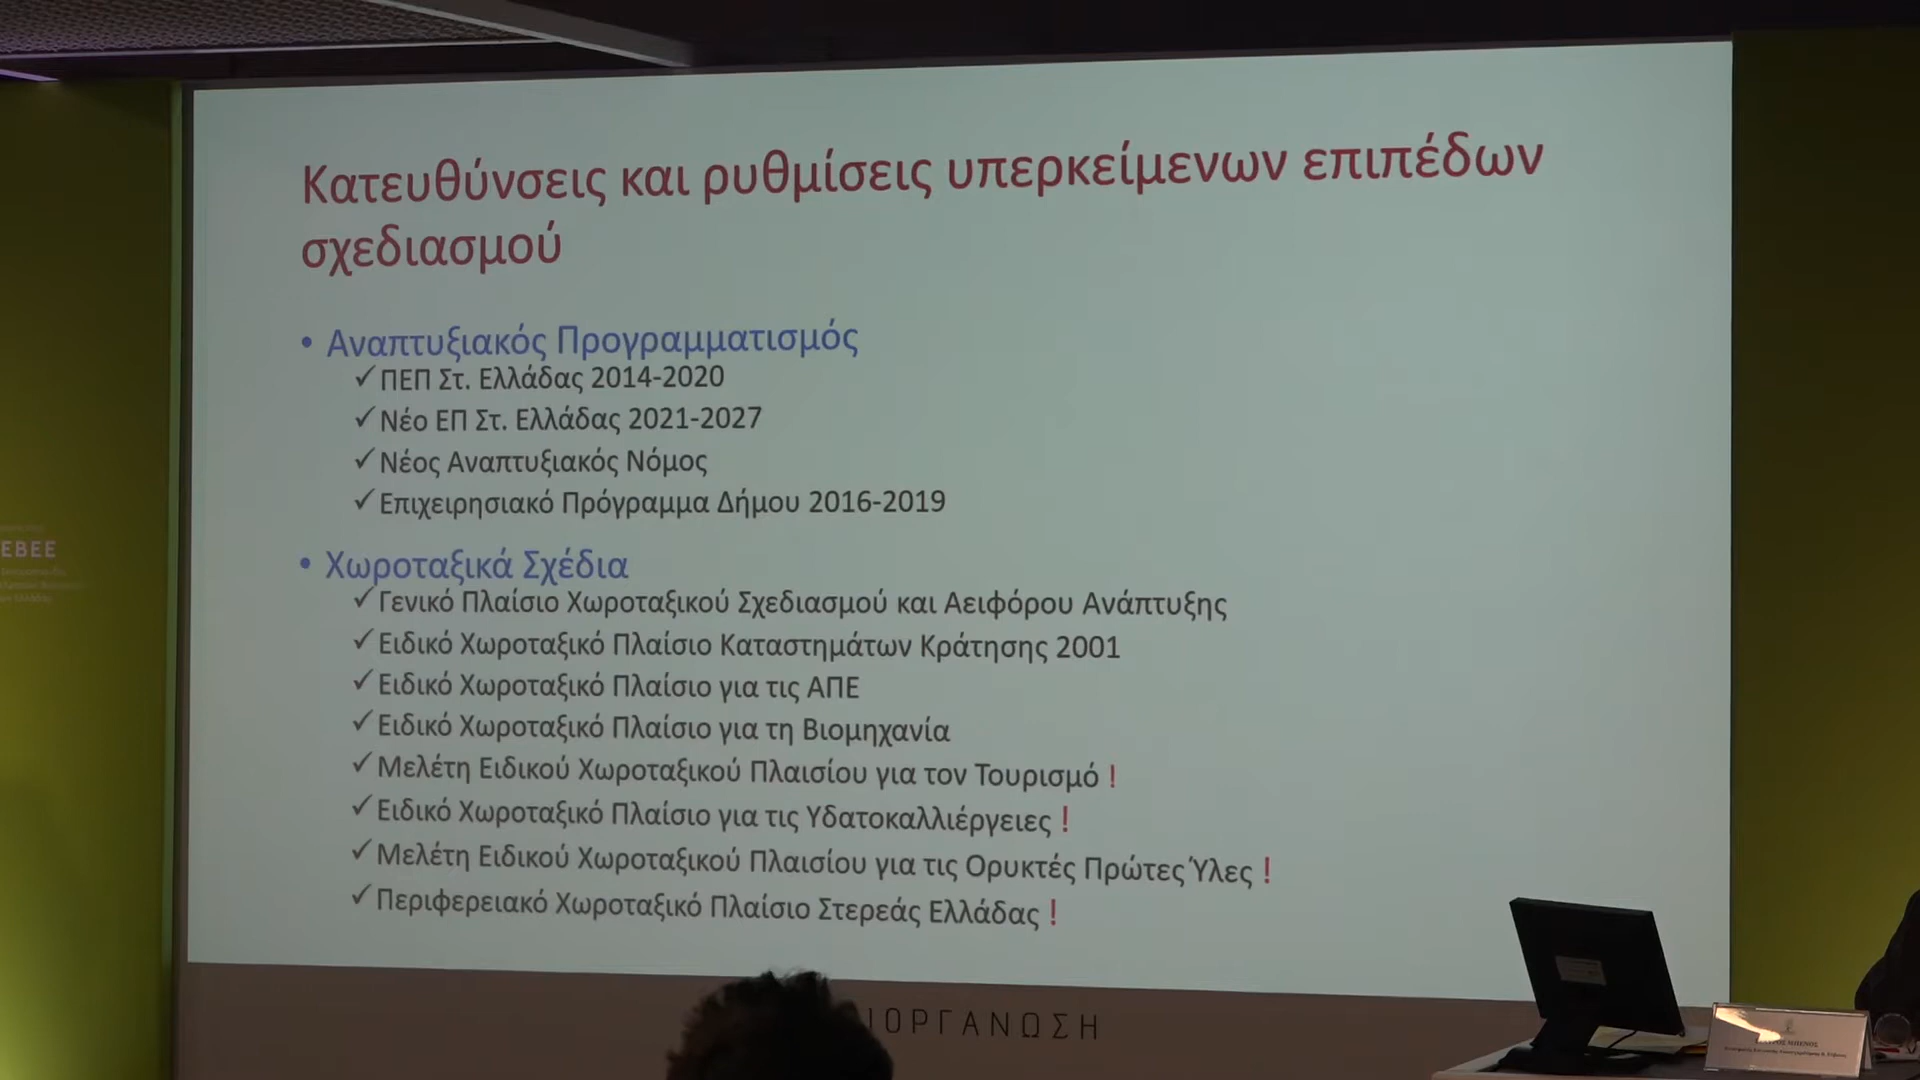 Κατευθύνσεις και ρυθμίσεις υπερκείμενων επιπέδων
σχεδιασμού
• Αναπτυξιακός Προγραμματισμός
✓ ΠΕΠ Στ. Ελλάδας 2014-2020
✓ Νέο ΕΠ Στ. Ελλάδας 2021-2027
✓ Νέος Αναπτυξιακός Νόμος
✓ Επιχειρησιακό Πρόγραμμα Δήμου 2016-2019
• Χωροταξικά Σχέδια
✓ Γενικό Πλαίσιο Χωροταξικού Σχεδιασμού και Αειφόρου Ανάπτυξης
✓ Ειδικό Χωροταξικό Πλαίσιο Καταστημάτων Κράτησης 2001
✓ Ειδικό Χωροταξικό Πλαίσιο για τις ΑΠΕ
✓ Ειδικό Χωροταξικό Πλαίσιο για τη Βιομηχανία
✓ Μελέτη Ειδικού Χωροταξικού Πλαισίου για τον Τουρισμό !
✓ Ειδικό Χωροταξικό Πλαίσιο για τις Υδατοκαλλιέργειες !
✓ Μελέτη Ειδικού Χωροταξικού Πλαισίου για τις Ορυκτές Πρώτες Ύλες !
✓ Περιφερειακό Χωροταξικό Πλαίσιο Στερεάς Ελλάδας !
ΕΒΕΕ
ΙΟΡΓΑΝΩΣΗ
ΜΠΕΝΟΣ